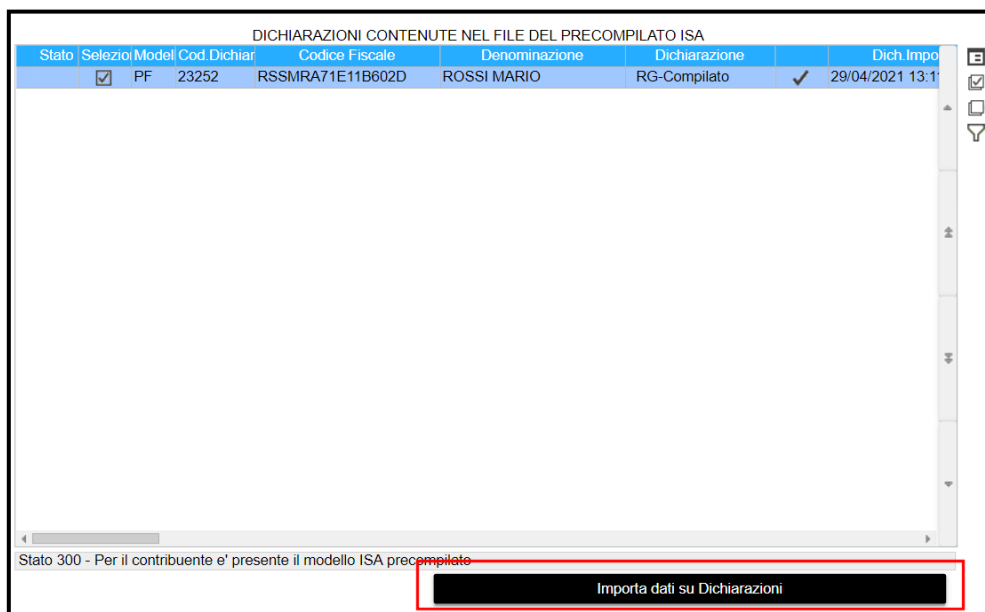 DICHIARAZIONI CONTENUTE NEL FILE DEL PRECOMPILATO ISA
Stato Selezio Model Cod.Dichiar Codice Fiscale Denominazione Dichiarazione Dich.Impo
PF 23252 RSSMRA71E11B602D ROSSI MARIO RG-Compilato 29/04/2021 13:1
Stato 300 - Per il contribuente e' presente il modello ISA precompilato
Importa dati su Dichiarazioni